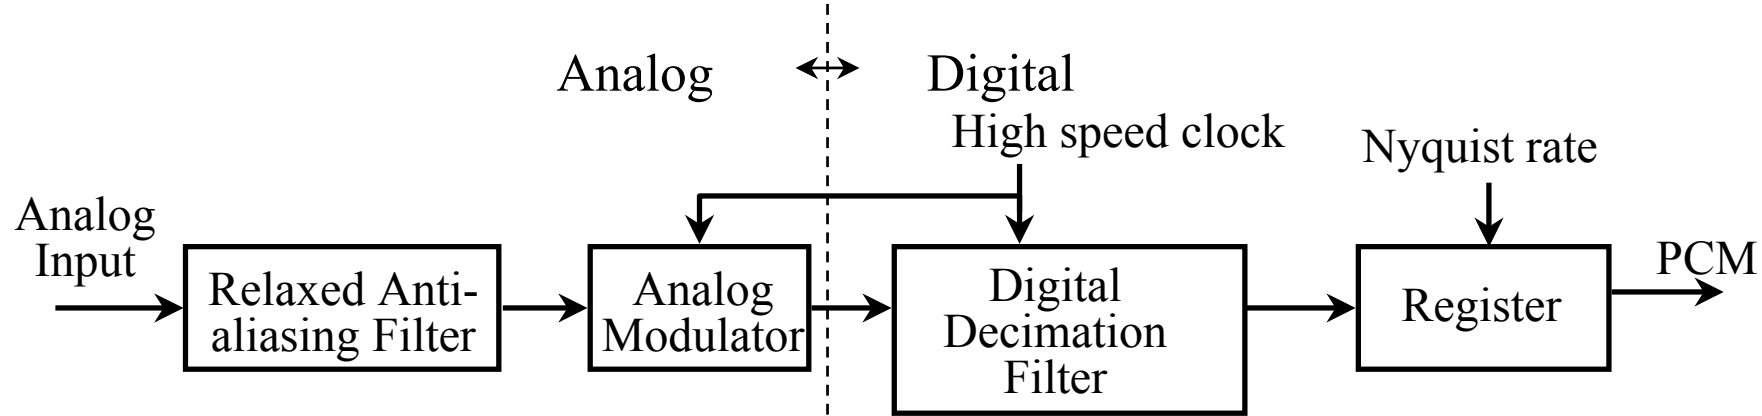 Analog
Digital
High speed clock
Nyquist rate
Analog
Input
Relaxed Anti-
aliasing Filter
Analog
Modulator
Digital
Decimation
Filter
Register
PCM